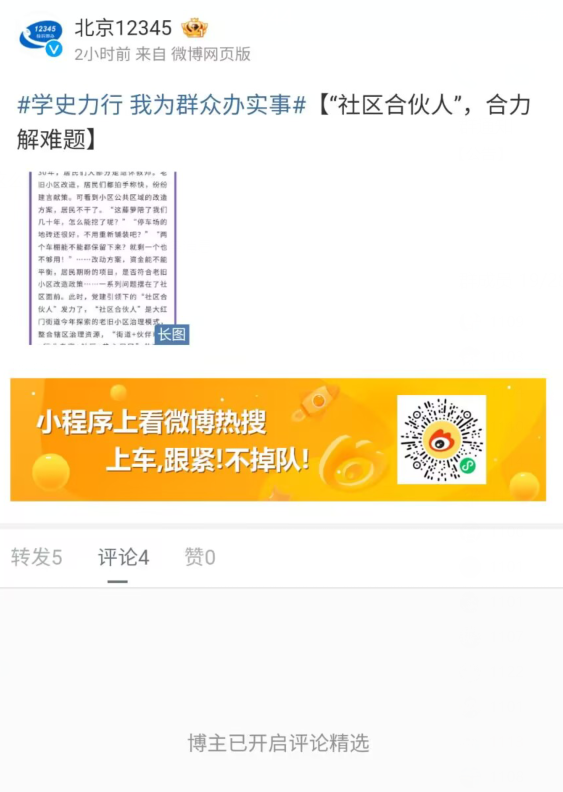 12345
北京12345
2小时前 来自 微博网页版
#学史力行 我为群众办实事#【“社区合伙人”，合力
解难题】
旧小区改造，居民们都拍手称快，纷纷
建言献策。可看到小区公共区域的改造
方案，居民不干了。“这藤萝陪了我们
几十年，怎么能挖了呢？”“停车场的
地砖还很好，不用重新铺装吧？”“两
个车棚能不能都保留下来？就剩一个也
不够用！”……改动方案，资金能不能
平衡，居民期盼的项目，是否符合老旧
小区改造政策……一系列问题摆在了社
区面前。此时，党建引领下的“社区合
伙人”发力了，“社区合伙人”是大红
门街道今年探索的老旧小区治理模式，
整合辖区治理资源，“街道+伙伴
长图
小程序上看微博热搜
上车,跟紧!不掉队!
转发5 评论4 赞0
博主已开启评论精选